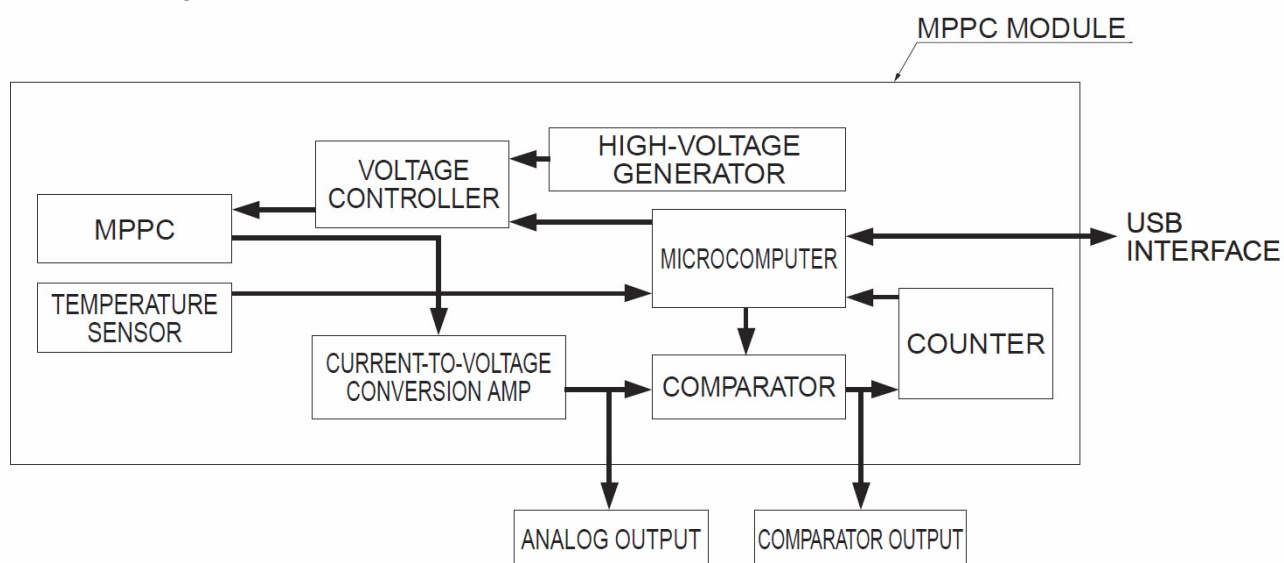 MPPC MODULE
HIGH-VOLTAGE
GENERATOR
VOLTAGE
CONTROLLER
MPPC
MICROCOMPUTER
USB
INTERFACE
TEMPERATURE
SENSOR
COUNTER
CURRENT-TO-VOLTAGE
CONVERSION AMP
COMPARATOR
ANALOG OUTPUT
COMPARATOR OUTPUT